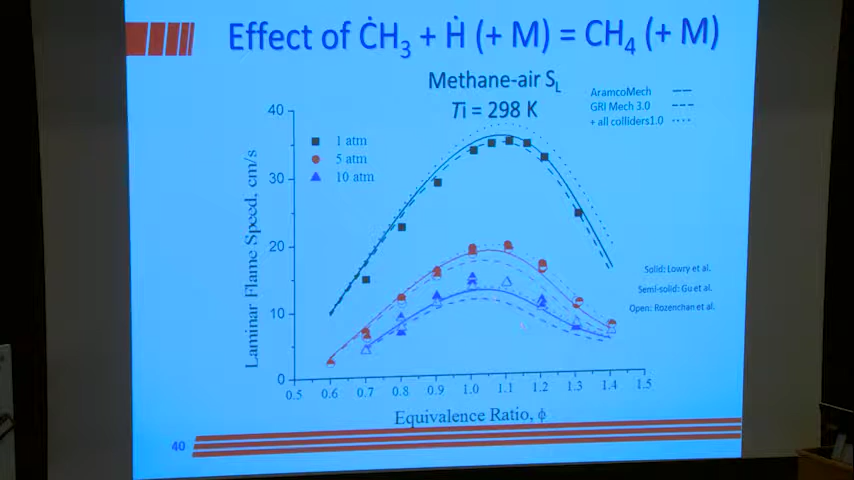 Effect of ĊH₃ + Ḣ (+ M) = CH₄ (+ M)
Methane-air S_L
Ti = 298 K
AramcoMech
GRI Mech 3.0
+ all colliders1.0
1 atm
5 atm
10 atm
Laminar Flame Speed, cm/s
40
30
20
10
0
Solid: Lowry et al.
Semi-solid: Gu et al.
Open: Rozenchan et al.
0.5 0.6 0.7 0.8 0.9 1.0 1.1 1.2 1.3 1.4 1.5
Equivalence Ratio, ϕ
40